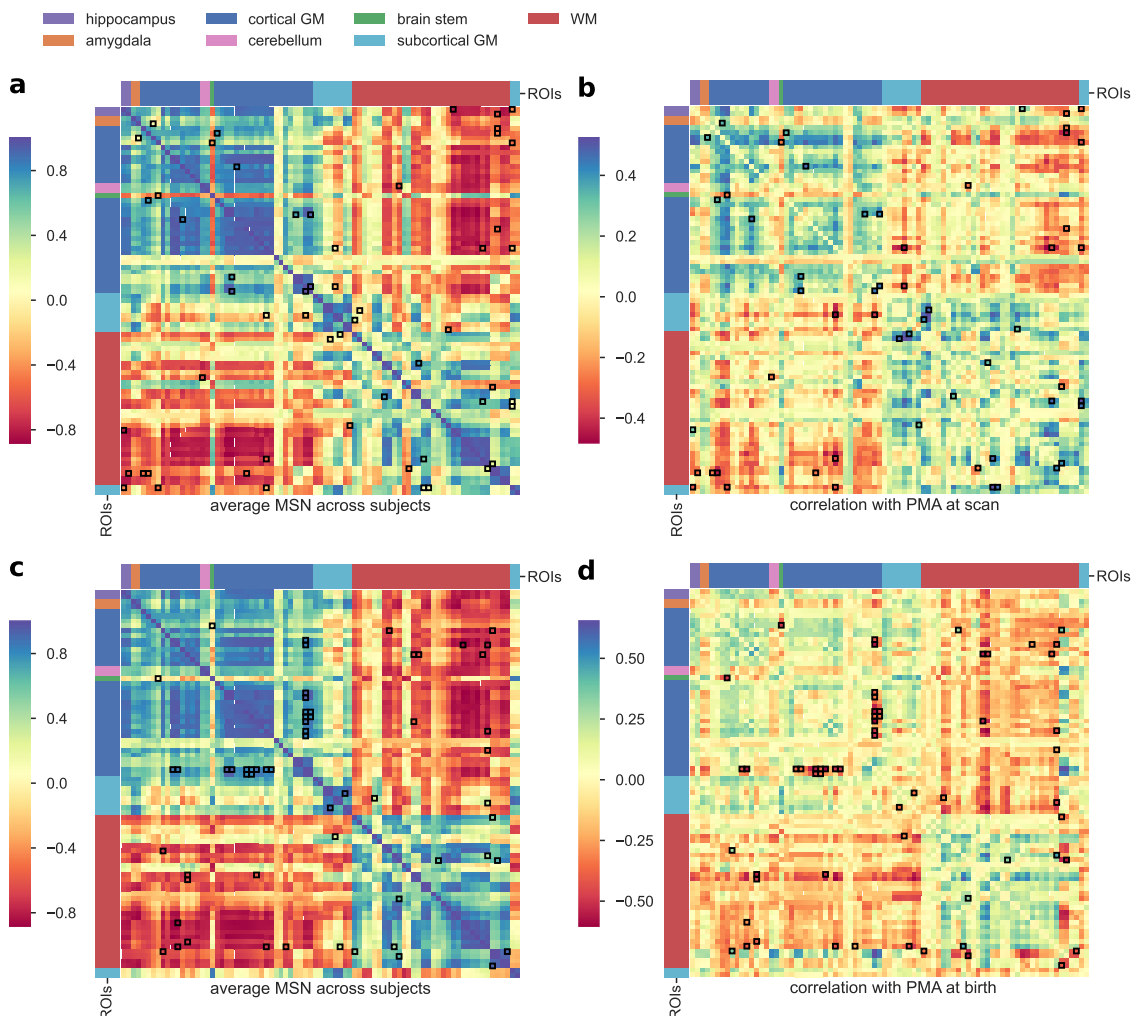 hippocampus cortical GM brain stem WM
amygdala cerebellum subcortical GM
a
ROIs
0.8
0.4
0.0
−0.4
−0.8
ROIs
average MSN across subjects
b
ROIs
0.4
0.2
0.0
−0.2
−0.4
ROIs
correlation with PMA at scan
c
ROIs
0.8
0.4
0.0
−0.4
−0.8
ROIs
average MSN across subjects
d
ROIs
0.50
0.25
0.00
−0.25
−0.50
ROIs
correlation with PMA at birth